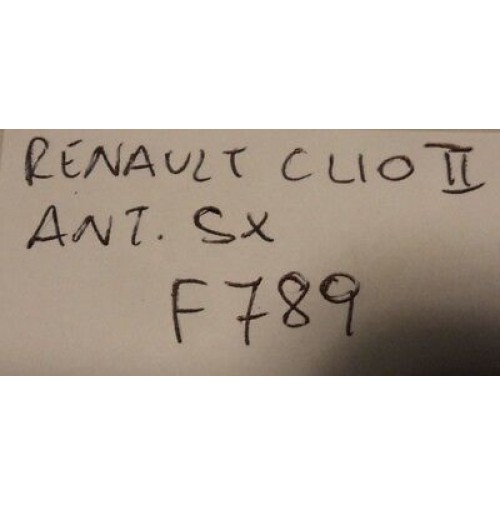 RENAULT CLIO II
ANT. SX
F789